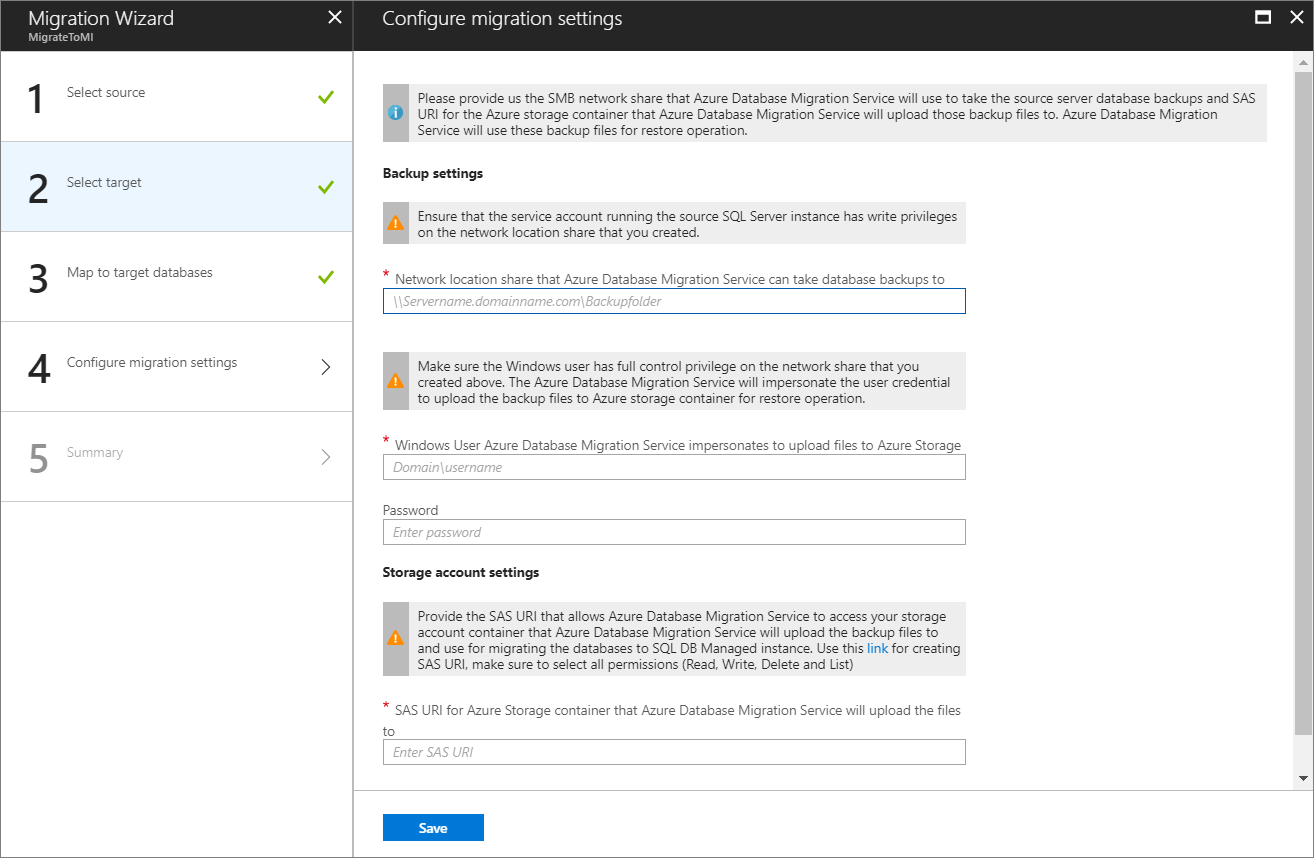 Migration Wizard
MigrateToMI
Configure migration settings
1
Select source
2
Select target
3
Map to target databases
4
Configure migration settings
5
Summary
Please provide us the SMB network share that Azure Database Migration Service will use to take the source server database backups and SAS
URI for the Azure storage container that Azure Database Migration Service will upload those backup files to. Azure Database Migration
Service will use these backup files for restore operation.
Backup settings
Ensure that the service account running the source SQL Server instance has write privileges
on the network location share that you created.
* Network location share that Azure Database Migration Service can take database backups to
\\Servername.domainname.com\Backupfolder
Make sure the Windows user has full control privilege on the network share that you
created above. The Azure Database Migration Service will impersonate the user credential
to upload the backup files to Azure storage container for restore operation.
* Windows User Azure Database Migration Service impersonates to upload files to Azure Storage
Domain\username
Password
Enter password
Storage account settings
Provide the SAS URI that allows Azure Database Migration Service to access your storage
account container that Azure Database Migration Service will upload the backup files to
and use for migrating the databases to SQL DB Managed instance. Use this link for creating
SAS URI, make sure to select all permissions (Read, Write, Delete and List)
* SAS URI for Azure Storage container that Azure Database Migration Service will upload the files
to
Enter SAS URI
Save